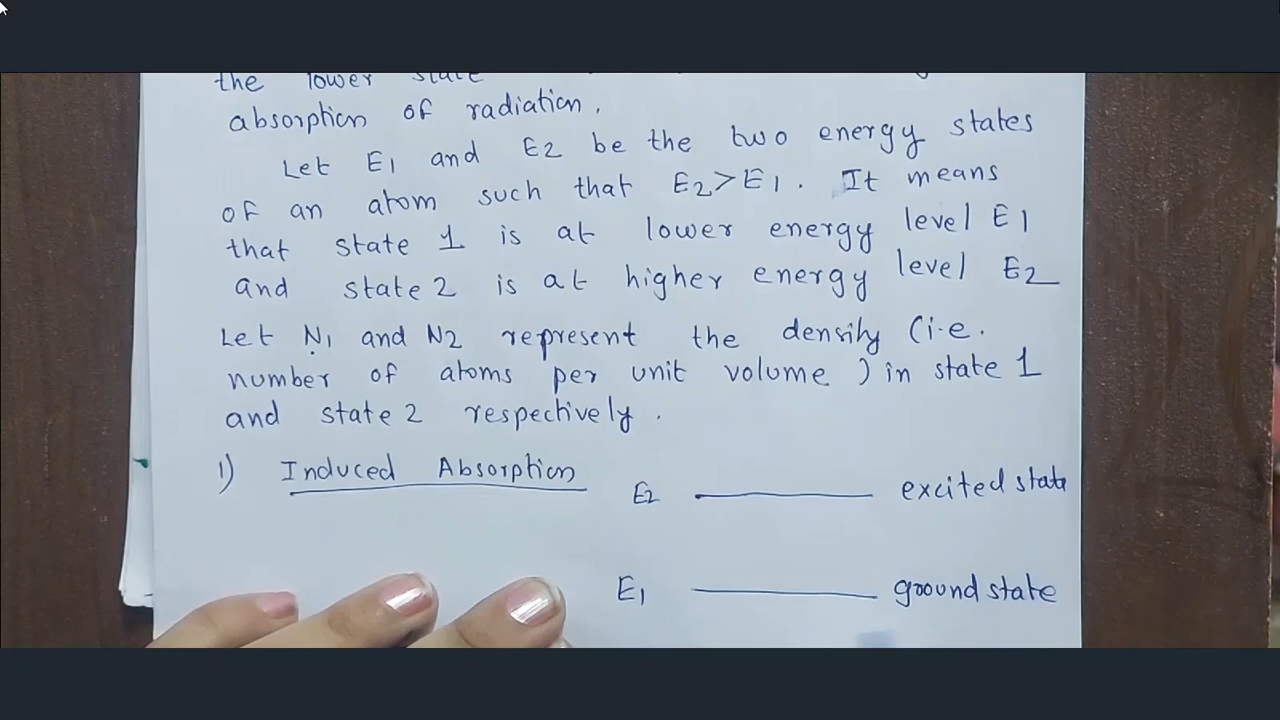 the lower state
absorption of radiation.
Let E1 and E2 be the two energy states
of an atom such that E2>E1. It means
that state 1 is at lower energy level E1
and state 2 is at higher energy level E2
Let N1 and N2 represent the density (i.e.
number of atoms per unit volume) in state 1
and state 2 respectively.
1) Induced Absorption
E2 excited state
E1 ground state